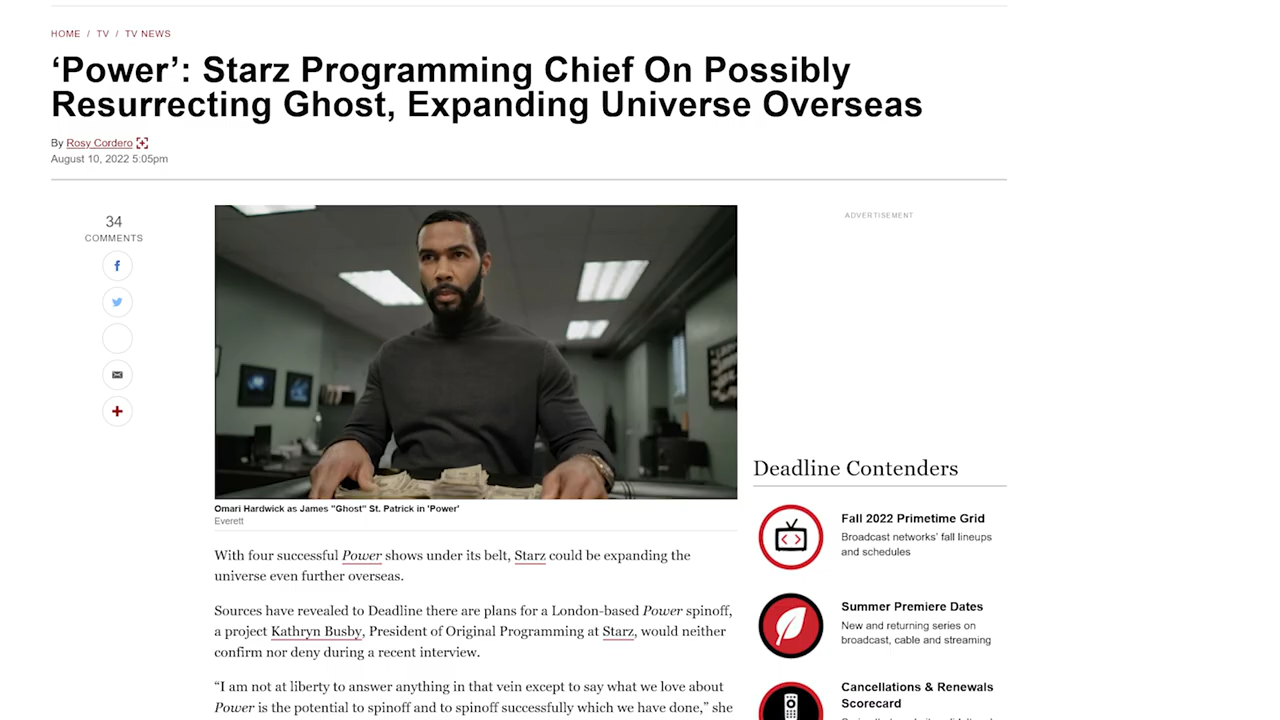 HOME / TV / TV NEWS
‘Power’: Starz Programming Chief On Possibly
Resurrecting Ghost, Expanding Universe Overseas
By Rosy Cordero
August 10, 2022 5:05pm
34
COMMENTS
ADVERTISEMENT
Omari Hardwick as James "Ghost" St. Patrick in 'Power'
Everett
With four successful Power shows under its belt, Starz could be expanding the
universe even further overseas.
Sources have revealed to Deadline there are plans for a London-based Power spinoff,
a project Kathryn Busby, President of Original Programming at Starz, would neither
confirm nor deny during a recent interview.
“I am not at liberty to answer anything in that vein except to say what we love about
Power is the potential to spinoff and to spinoff successfully which we have done,” she
Deadline Contenders
Fall 2022 Primetime Grid
Broadcast networks’ fall lineups
and schedules
Summer Premiere Dates
New and returning series on
broadcast, cable and streaming
Cancellations & Renewals
Scorecard